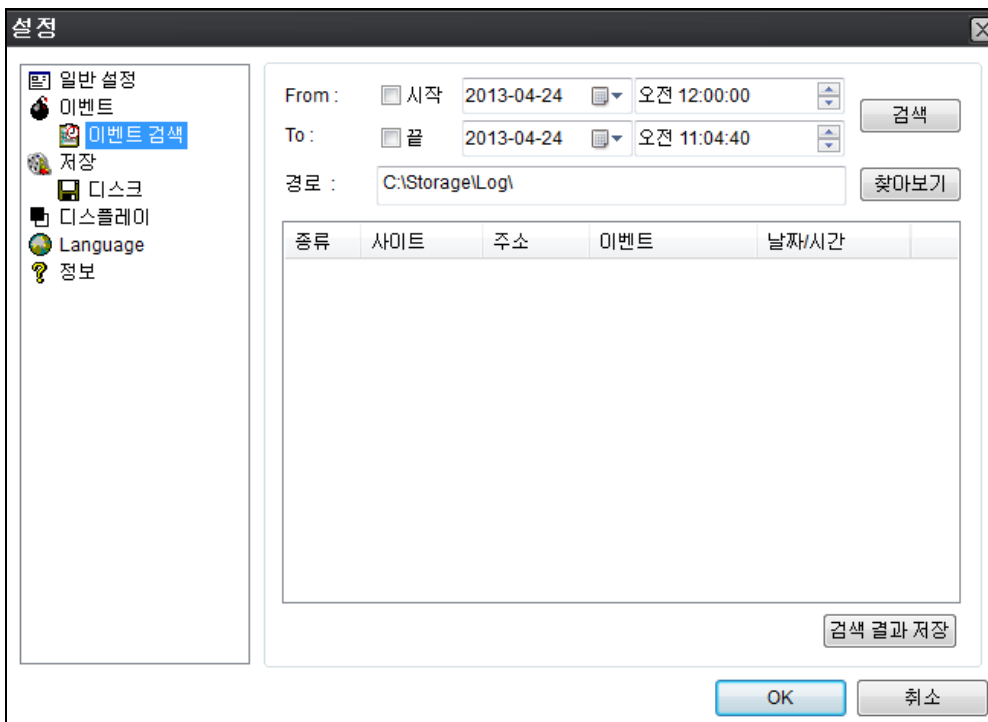 설정
일반 설정
이벤트
이벤트 검색
저장
디스크
디스플레이
Language
정보
From : 시작 2013-04-24 오전 12:00:00 검색
To : 끝 2013-04-24 오전 11:04:40
경로 : C:\Storage\Log\ 찾아보기
종류 사이트 주소 이벤트 날짜/시간
검색 결과 저장
OK 취소